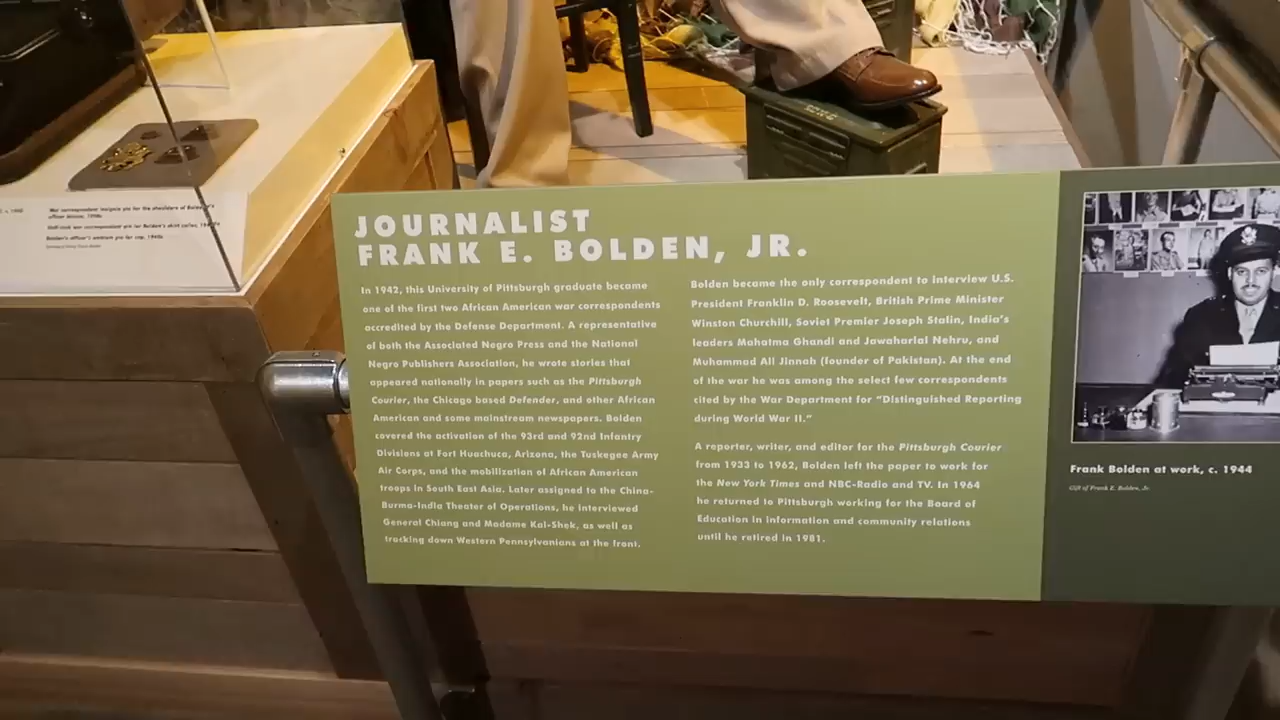 War correspondent insignia pin for the shoulders of Bolden's
officer blouse, 1940s
Bolden's officer's uniform pin for cap, 1940s
JOURNALIST
FRANK E. BOLDEN, JR.
In 1942, this University of Pittsburgh graduate became
one of the first two African American war correspondents
accredited by the Defense Department. A representative
of both the Associated Negro Press and the National
Negro Publishers Association, he wrote stories that
appeared nationally in papers such as the Pittsburgh
Courier, the Chicago based Defender, and other African
American and some mainstream newspapers. Bolden
covered the activation of the 93rd and 92nd Infantry
Divisions at Fort Huachuca, Arizona, the Tuskegee Army
Air Corps, and the mobilization of African American
troops in South East Asia. Later assigned to the China-
Burma-India Theater of Operations, he interviewed
General Chiang and Madame Kai-Shek, as well as
tracking down Western Pennsylvanians at the front.
Bolden became the only correspondent to interview U.S.
President Franklin D. Roosevelt, British Prime Minister
Winston Churchill, Soviet Premier Joseph Stalin, India's
leaders Mahatma Ghandi and Jawaharlal Nehru, and
Muhammad Ali Jinnah (founder of Pakistan). At the end
of the war he was among the select few correspondents
cited by the War Department for "Distinguished Reporting
during World War II."
A reporter, writer, and editor for the Pittsburgh Courier
from 1933 to 1962, Bolden left the paper to work for
the New York Times and NBC-Radio and TV. In 1964
he returned to Pittsburgh working for the Board of
Education in information and community relations
until he retired in 1981.
Frank Bolden at work, c. 1944
Gift of Frank E. Bolden, Jr.